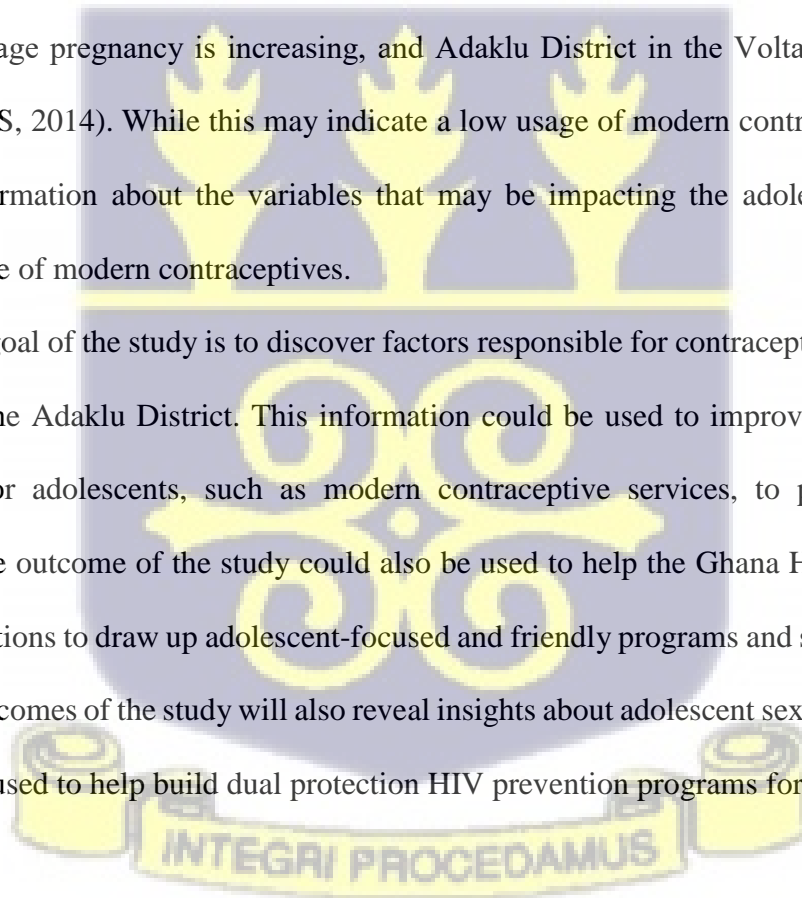 age pregnancy is increasing, and Adaklu District in the Volta
S, 2014). While this may indicate a low usage of modern contr
rmation about the variables that may be impacting the adole
e of modern contraceptives.
goal of the study is to discover factors responsible for contracept
ne Adaklu District. This information could be used to improv
or adolescents, such as modern contraceptive services, to p
e outcome of the study could also be used to help the Ghana H
tions to draw up adolescent-focused and friendly programs and s
comes of the study will also reveal insights about adolescent sex
used to help build dual protection HIV prevention programs for
INTEGRI PROCEDAMUS